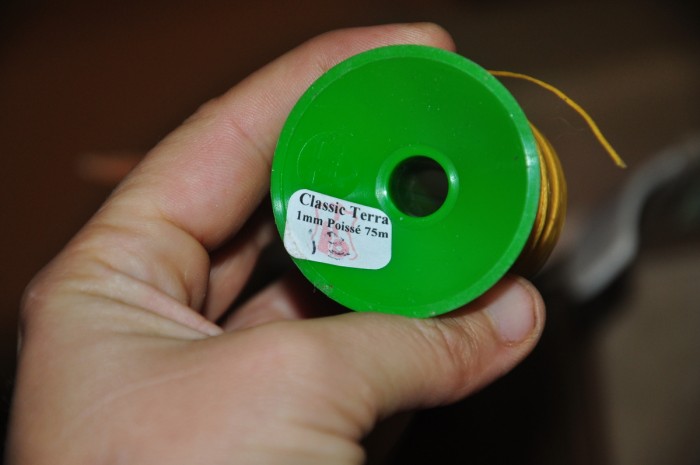 Classic Terra
1mm Poissé 75m